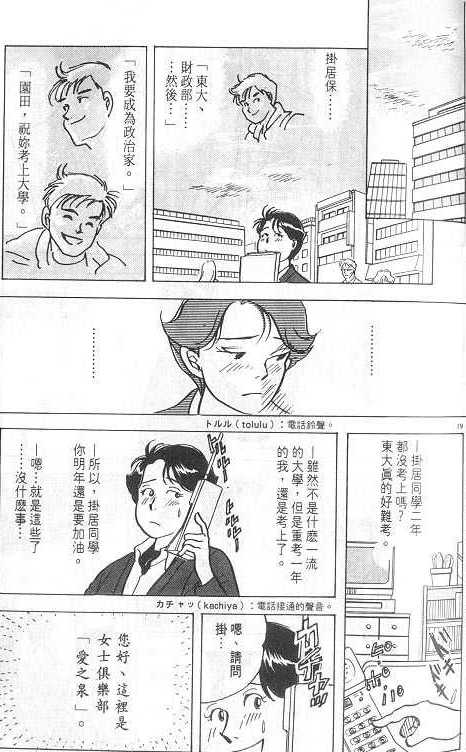 掛居保……
「東大、
財政部……
…然後…」
「我要成為政治家。」
「園田，祝妳考上大學。」
………
………
トルル（tolulu）：電話鈴聲。
19
—掛居同學二年
都沒考上嗎？
東大真的好難考。
—雖然不是什麼一流
的大學，但是重考一年
的我，還是考上了。
—所以，掛居同學
你明年還是要加油。
—嗯…就是這些了
……沒什麼事…
カチャッ（kachiya）：電話接通的聲音。
嗯、請問
掛…
您好、這裡是
女士俱樂部
「愛之泉」。